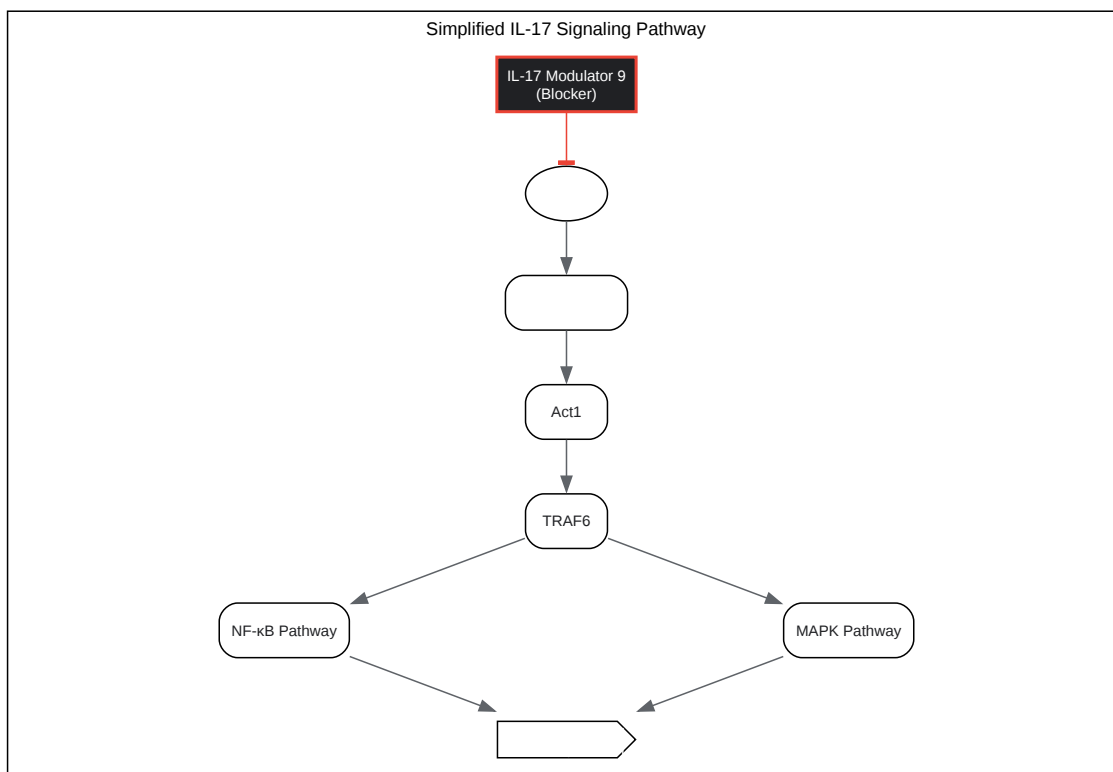 Simplified IL-17 Signaling Pathway
IL-17 Modulator 9
(Blocker)
Act1
TRAF6
NF-κB Pathway
MAPK Pathway